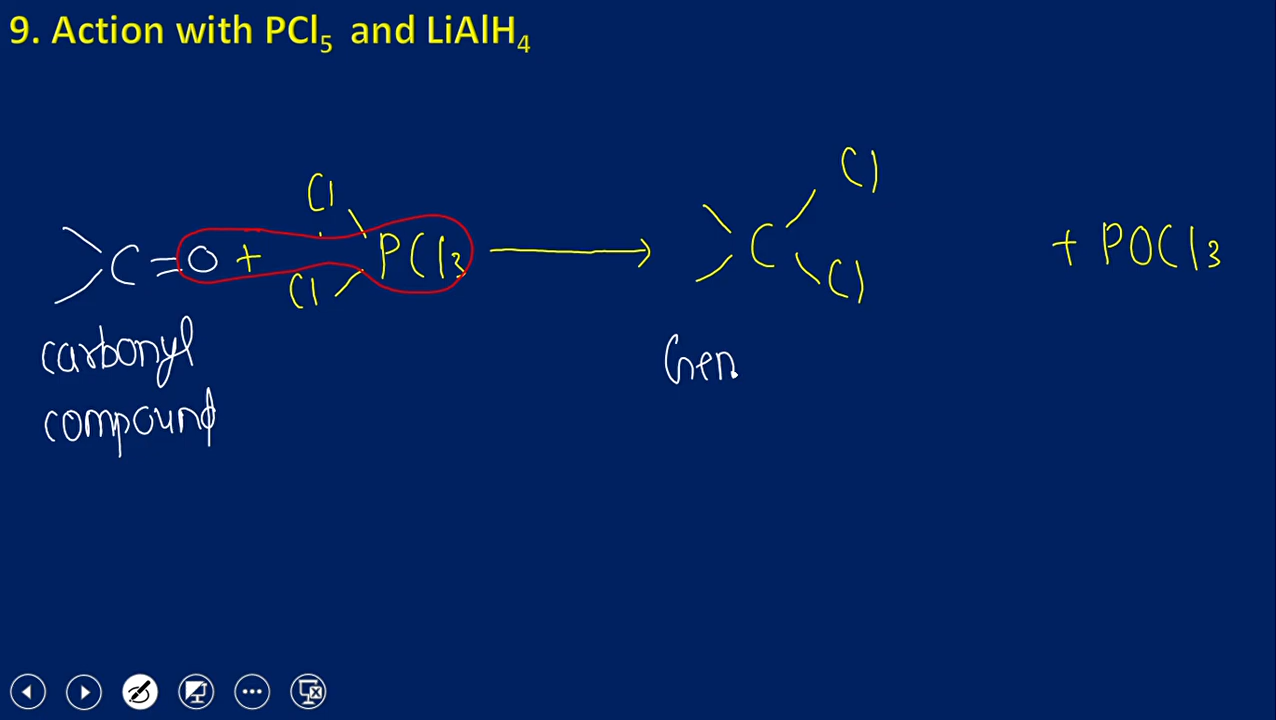 9. Action with PCl₅ and LiAlH₄
Cl
C=O + PCl₃ ⟶ C Cl + POCl₃
Cl Cl
carbonyl Gen
compound